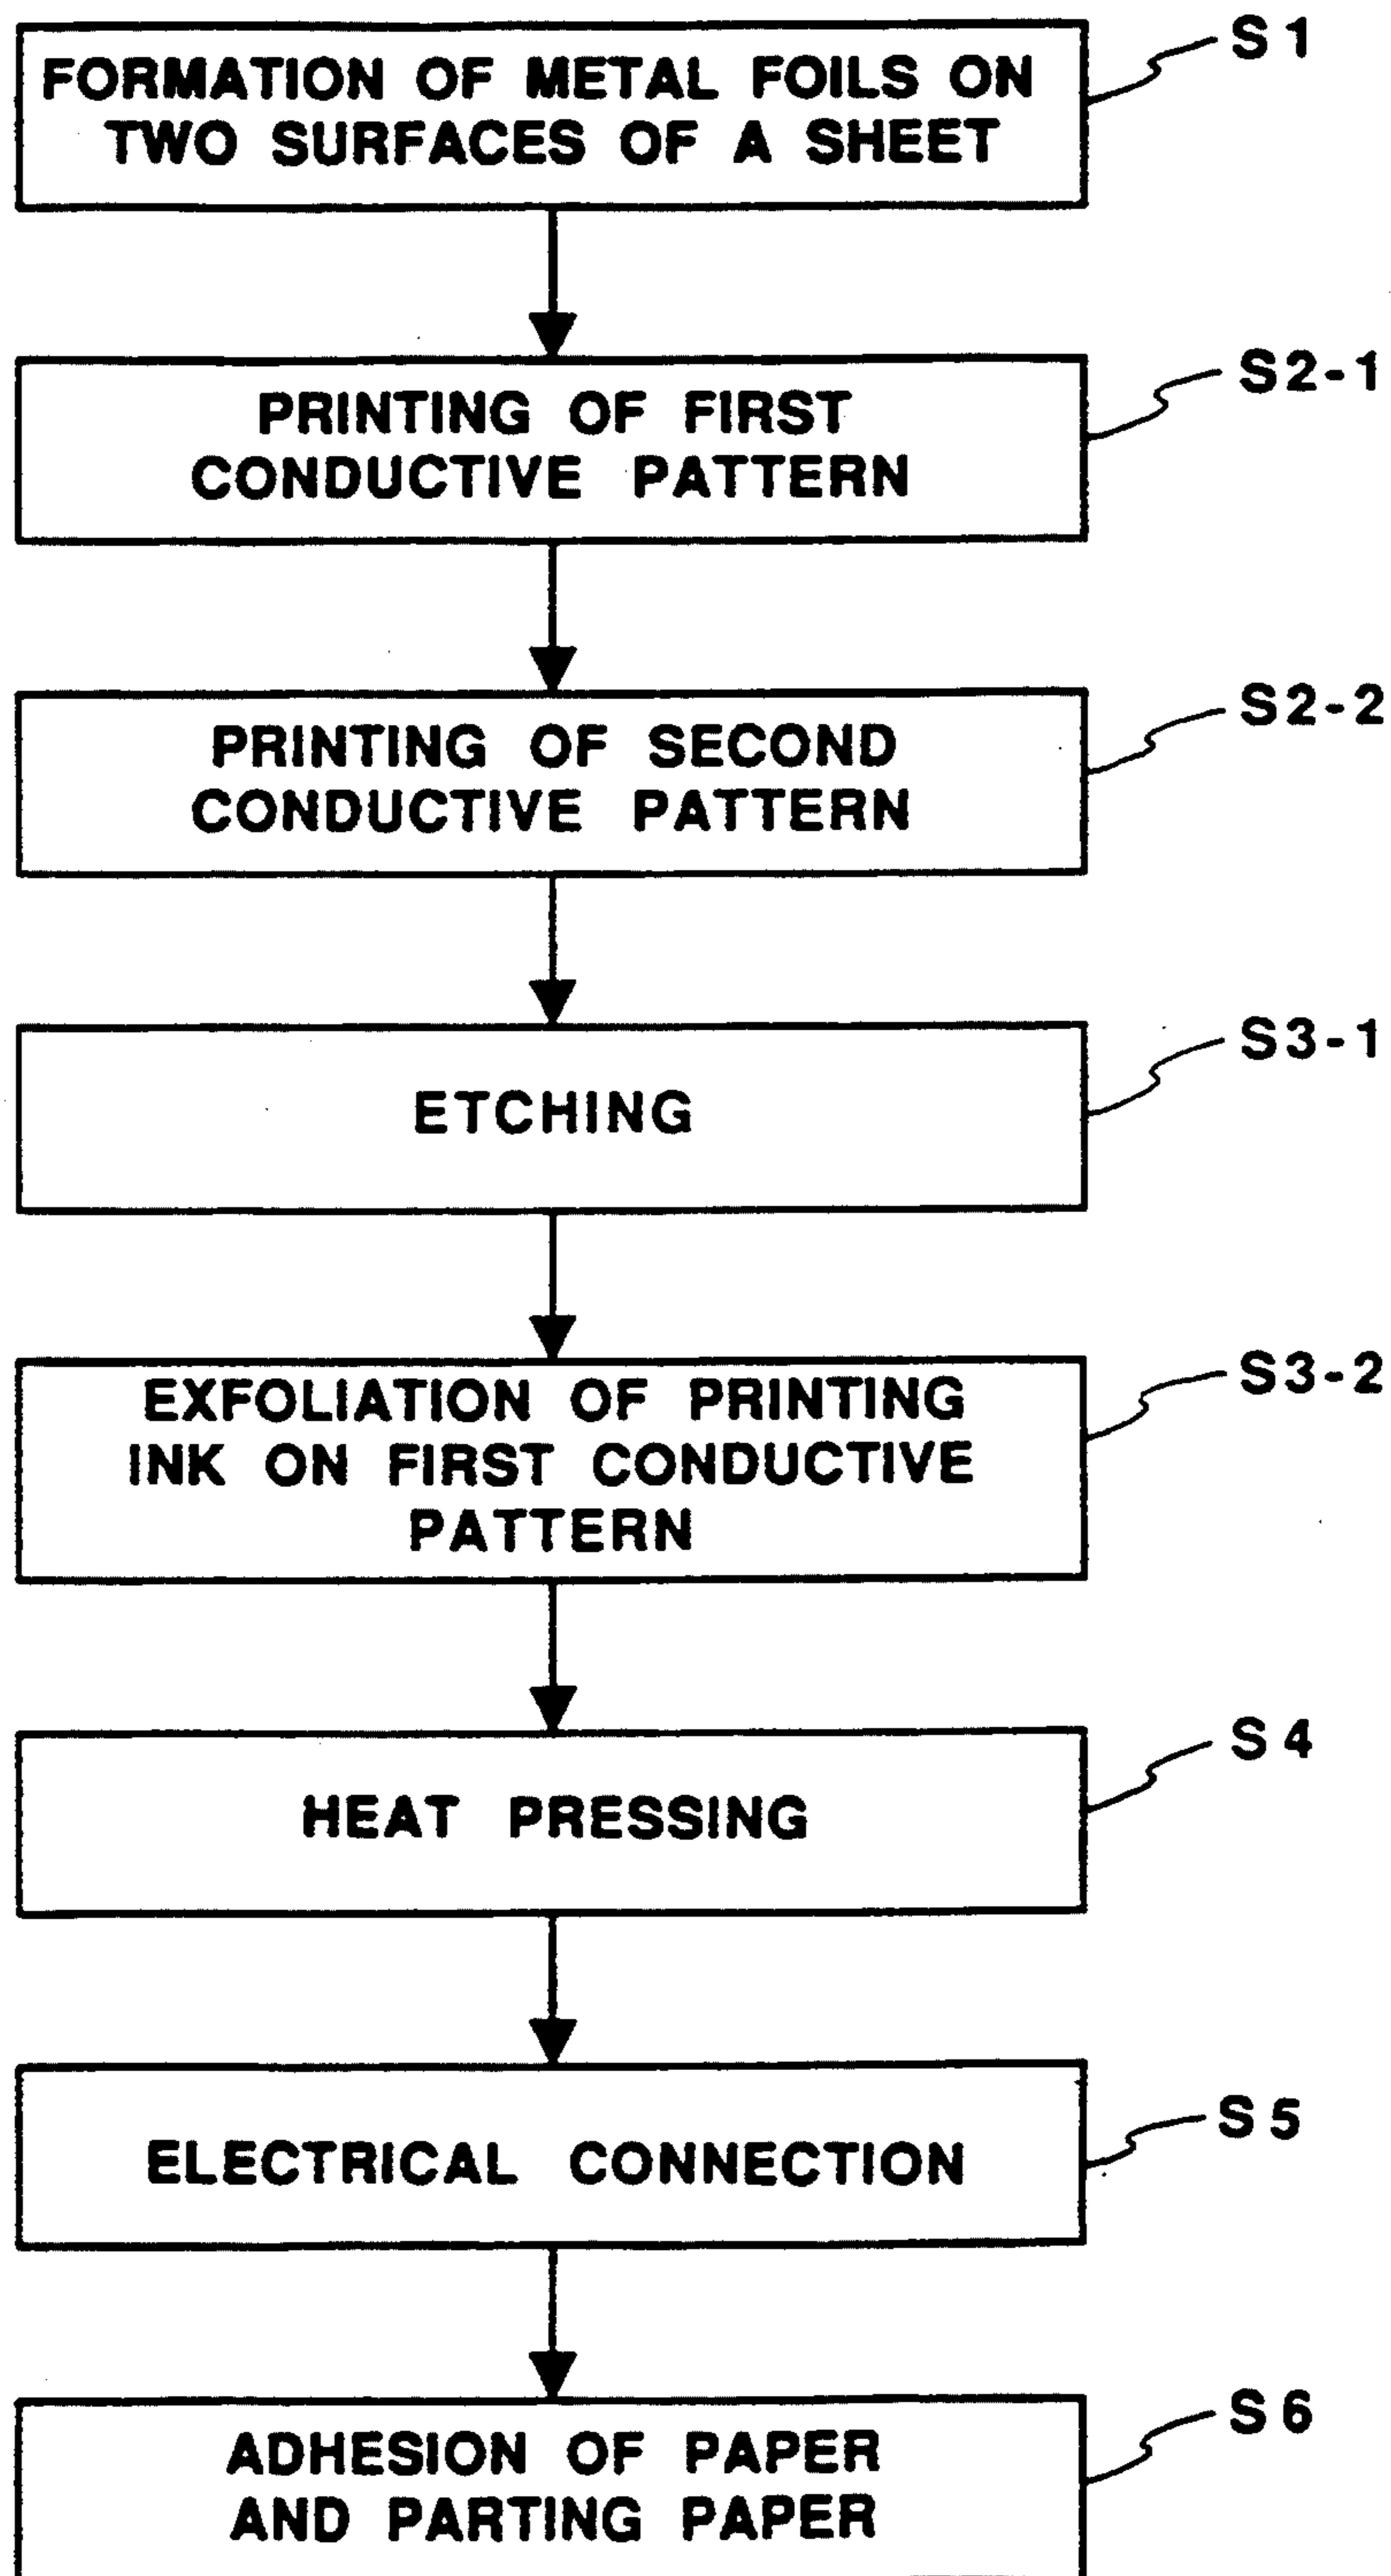 FORMATION OF METAL FOILS ON
TWO SURFACES OF A SHEET
S1
PRINTING OF FIRST
CONDUCTIVE PATTERN
S2-1
PRINTING OF SECOND
CONDUCTIVE PATTERN
S2-2
ETCHING
S3-1
EXFOLIATION OF PRINTING
INK ON FIRST CONDUCTIVE
PATTERN
S3-2
HEAT PRESSING
S4
ELECTRICAL CONNECTION
S5
ADHESION OF PAPER
AND PARTING PAPER
S6